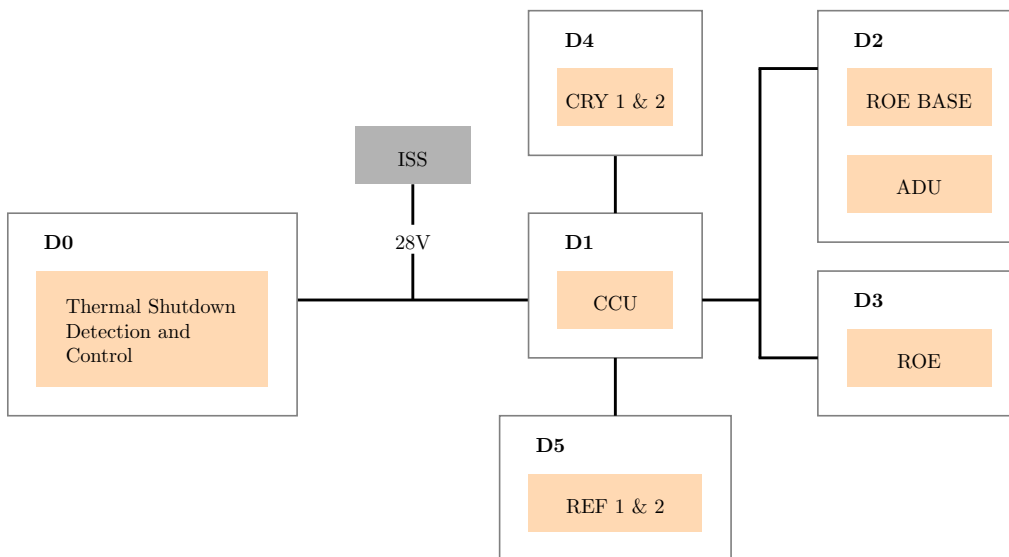 D4
CRY 1 & 2
D2
ROE BASE
ADU
ISS
28V
D0
Thermal Shutdown
Detection and
Control
D1
CCU
D3
ROE
D5
REF 1 & 2